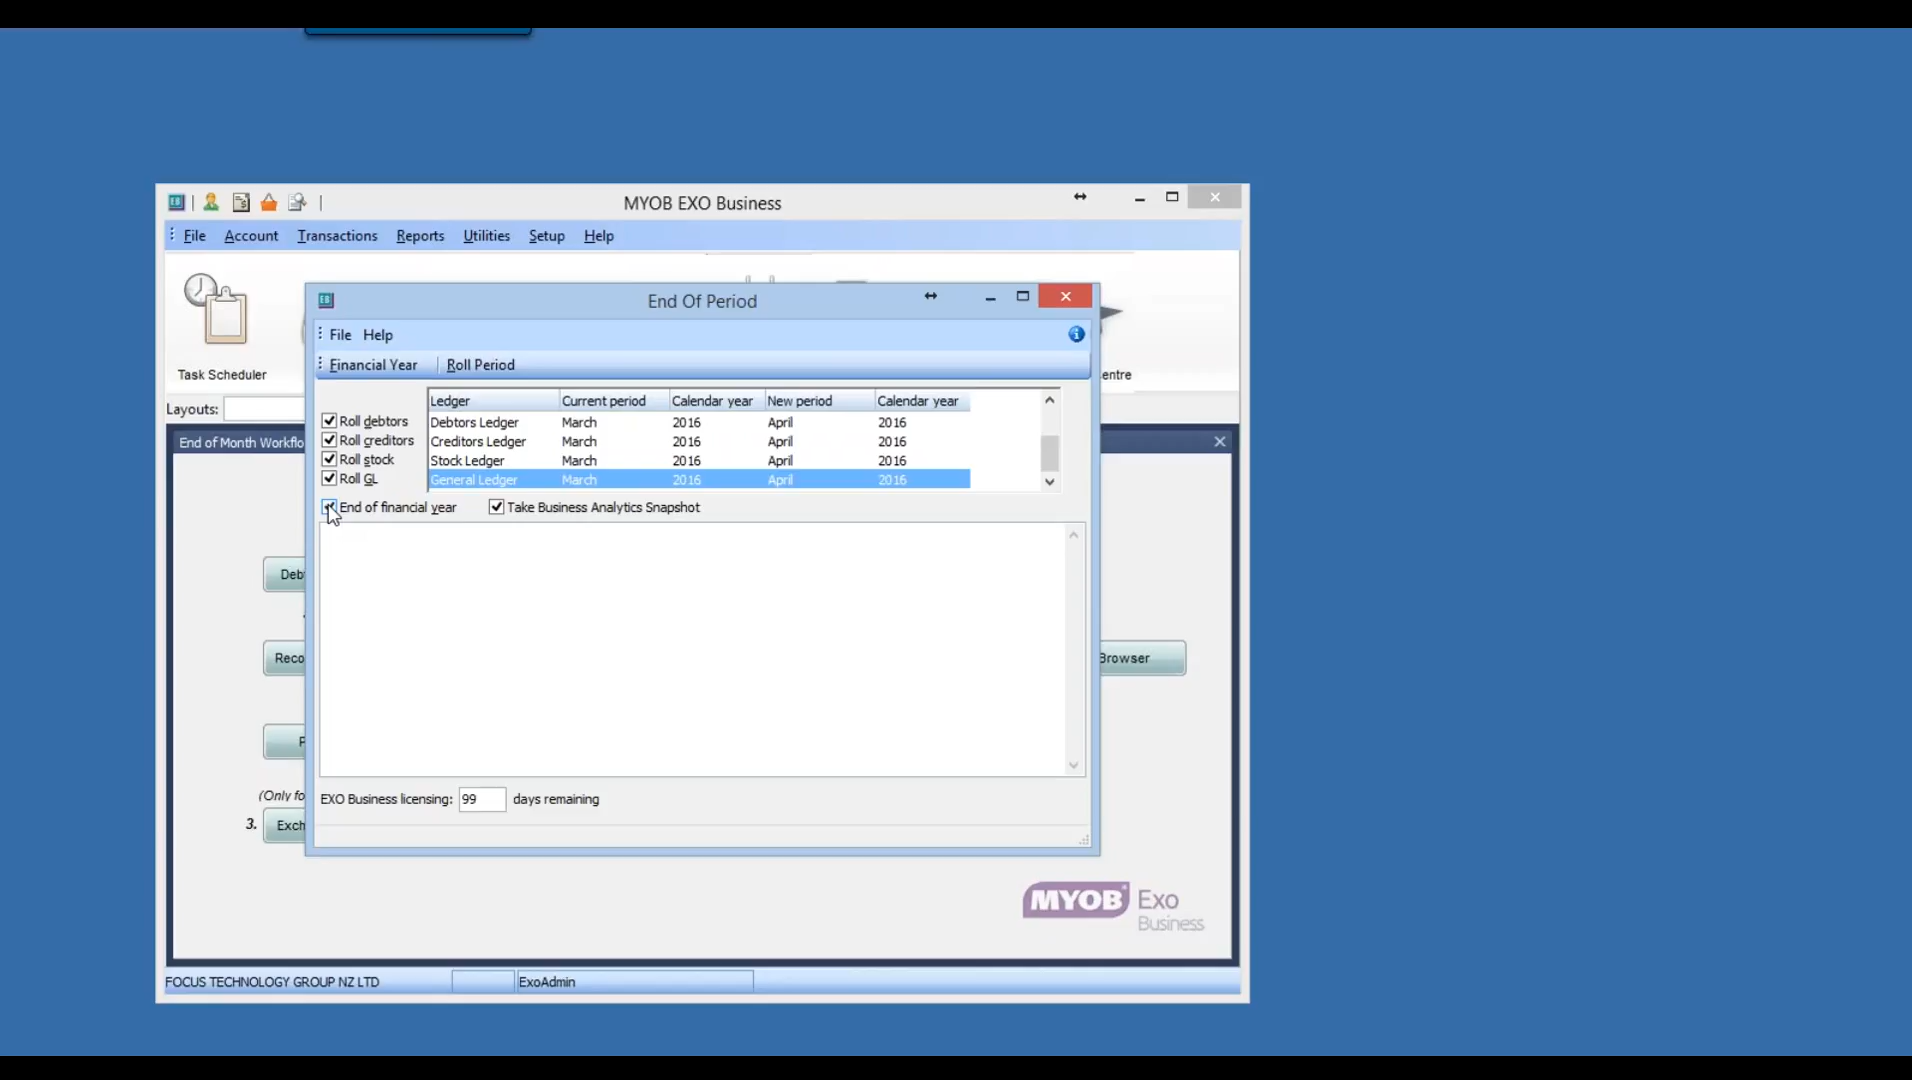 MYOB EXO Business
File Account Transactions Reports Utilities Setup Help
End Of Period
File Help
Financial Year Roll Period
Task Scheduler
entre
Layouts:
Ledger Current period Calendar year New period Calendar year
Roll debtors Debtors Ledger March 2016 April 2016
Roll creditors Creditors Ledger March 2016 April 2016
Roll stock Stock Ledger March 2016 April 2016
Roll GL General Ledger March 2016 April 2016
End of Month Workflo
End of financial year Take Business Analytics Snapshot
Deb
Reco
Browser
P
(Only fo
EXO Business licensing: 99 days remaining
3. Exch
MYOB Exo
Business
FOCUS TECHNOLOGY GROUP NZ LTD ExoAdmin